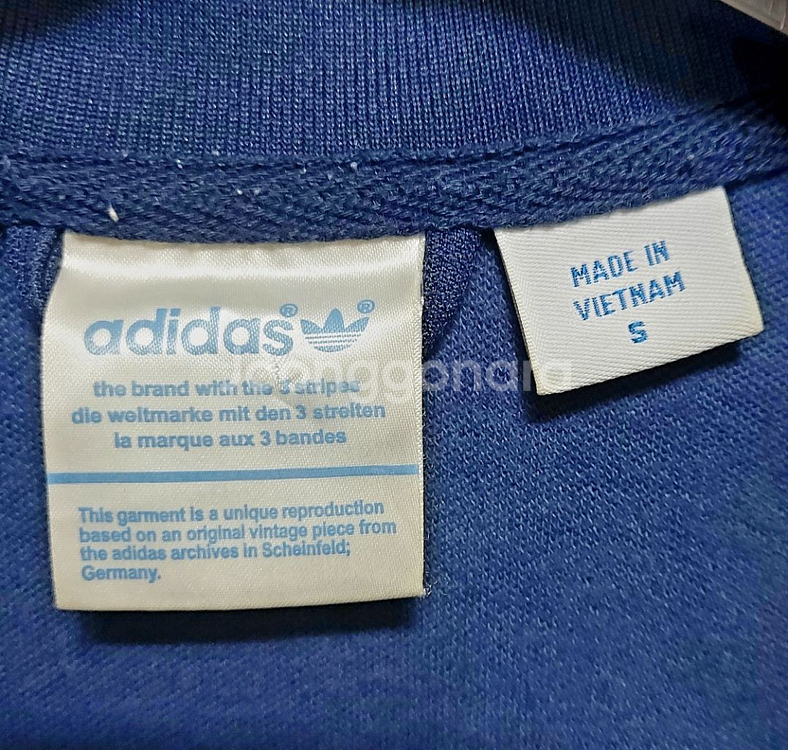 adidas® ®
the brand with the 3 stripes
die weltmarke mit den 3 streifen
la marque aux 3 bandes
This garment is a unique reproduction
based on an original vintage piece from
the adidas archives in Scheinfeld;
Germany.
MADE IN
VIETNAM
S
joonggonara